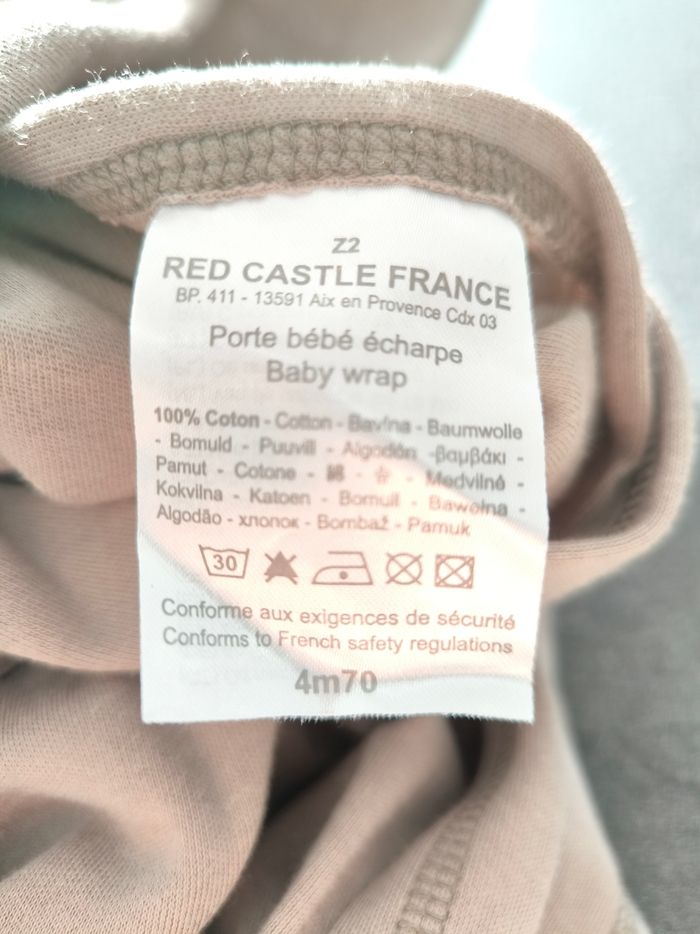 Z2
RED CASTLE FRANCE
BP. 411 - 13591 Aix en Provence Cdx 03
Porte bébé écharpe
Baby wrap
100% Coton - Cotton - Bavlna - Baumwolle
- Bomuld - Puuvill - Algodón -βαμβάκι -
Pamut - Cotone - 綿 - - Medvilné -
Kokvilna - Katoen - Bomull - Bawełna -
Algodão - хлопок - Bombaž - Pamuk
30
Conforme aux exigences de sécurité
Conforms to French safety regulations
4m70